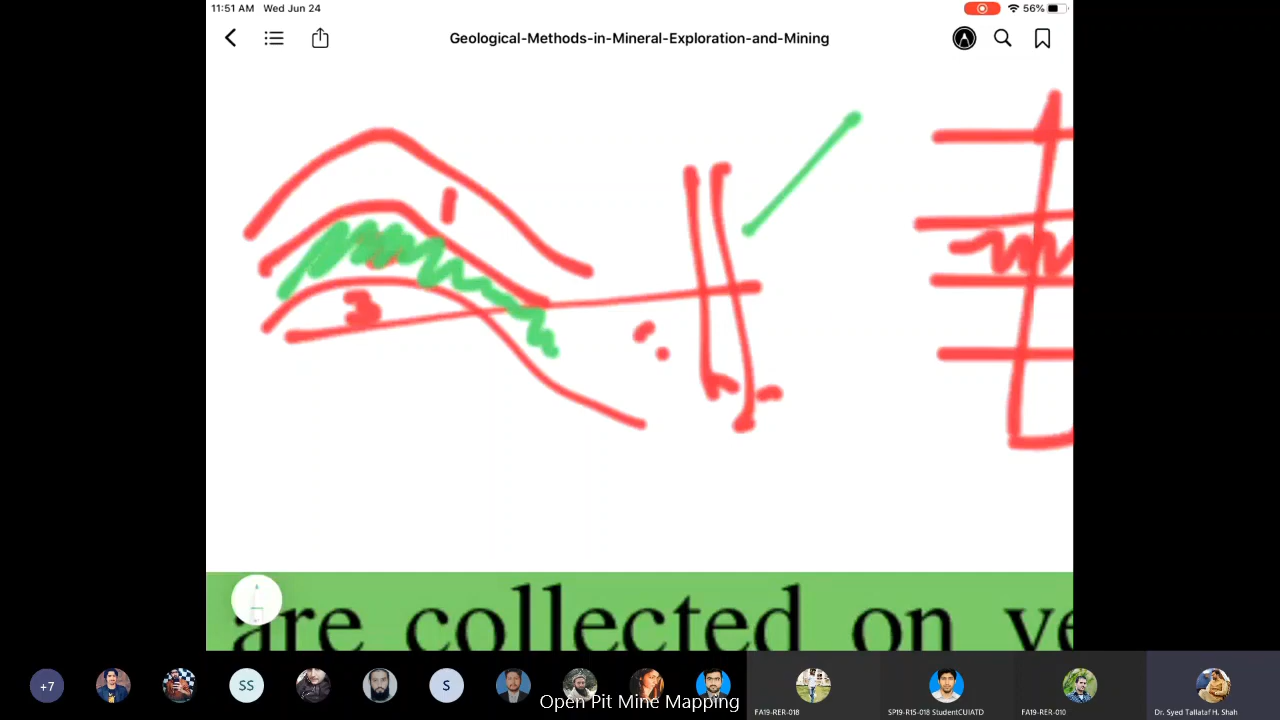 11:51 AM Wed Jun 24
56%
Geological-Methods-in-Mineral-Exploration-and-Mining
1
3
are collected on ve
+7
SS
S
Open Pit Mine Mapping
FA19-RER-018
SP19-R15-018 StudentCUIATD
FA19-RER-010
Dr. Syed Tallataf H. Shah